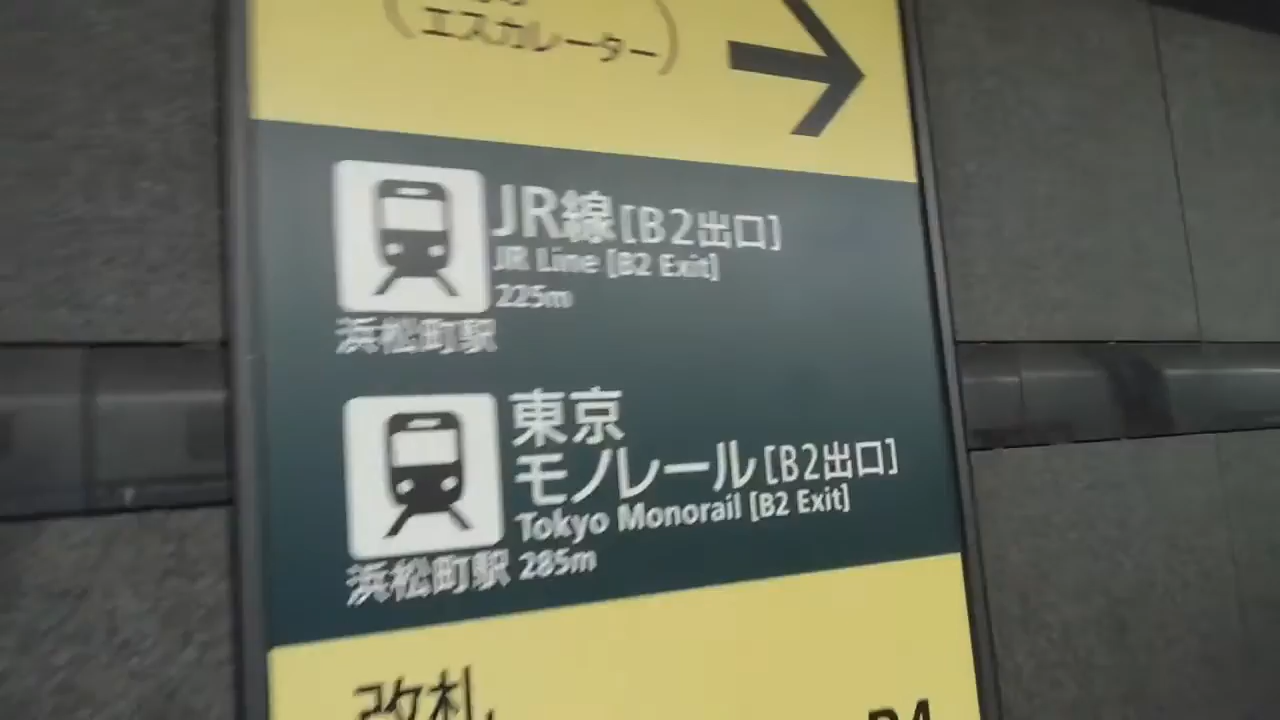 (エスカレーター)
JR線 [B2出口]
JR Line [B2 Exit]
225m
浜松町駅
東京
モノレール [B2出口]
Tokyo Monorail [B2 Exit]
浜松町駅 285m
改札